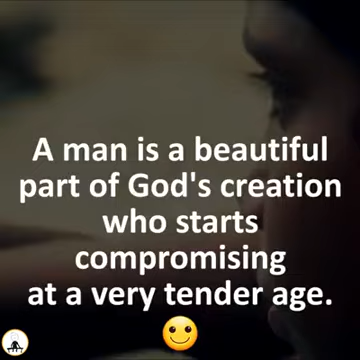 A man is a beautiful
part of God's creation
who starts
compromising
at a very tender age.